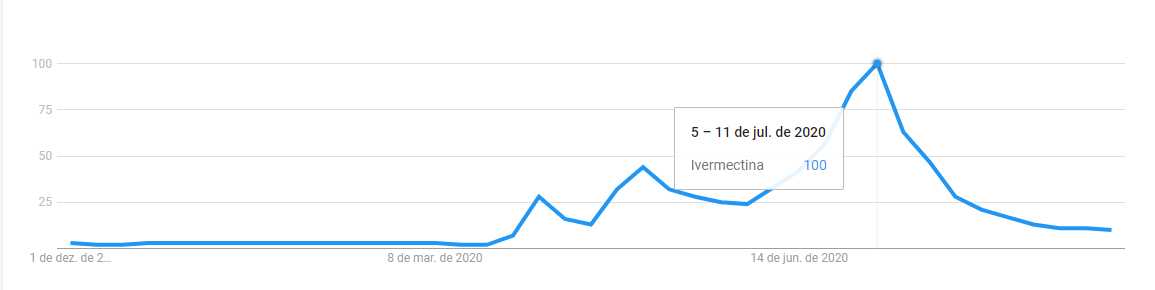 100
75
50
25
5 – 11 de jul. de 2020
Ivermectina 100
1 de dez. de 2... 8 de mar. de 2020 14 de jun. de 2020